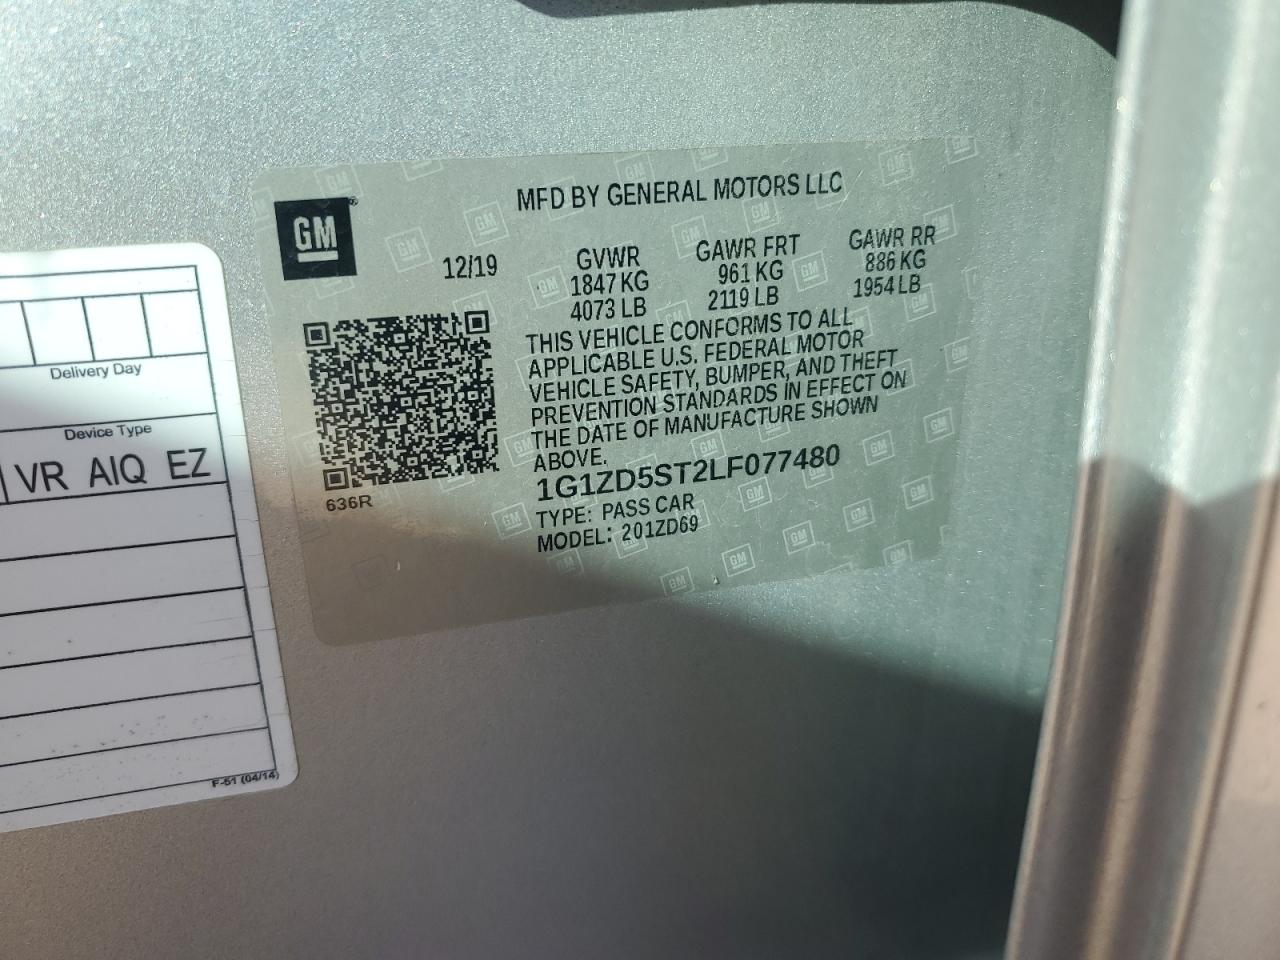 GM®
MFD BY GENERAL MOTORS LLC
12/19
GVWR
1847 KG
4073 LB
GAWR FRT
961 KG
2119 LB
GAWR RR
886 KG
1954 LB
THIS VEHICLE CONFORMS TO ALL
APPLICABLE U.S. FEDERAL MOTOR
VEHICLE SAFETY, BUMPER, AND THEFT
PREVENTION STANDARDS IN EFFECT ON
THE DATE OF MANUFACTURE SHOWN
ABOVE.
1G1ZD5ST2LF077480
TYPE: PASS CAR
MODEL: 201ZD69
636R
Delivery Day
Device Type
VR AIQ EZ
F-51 (04/14)